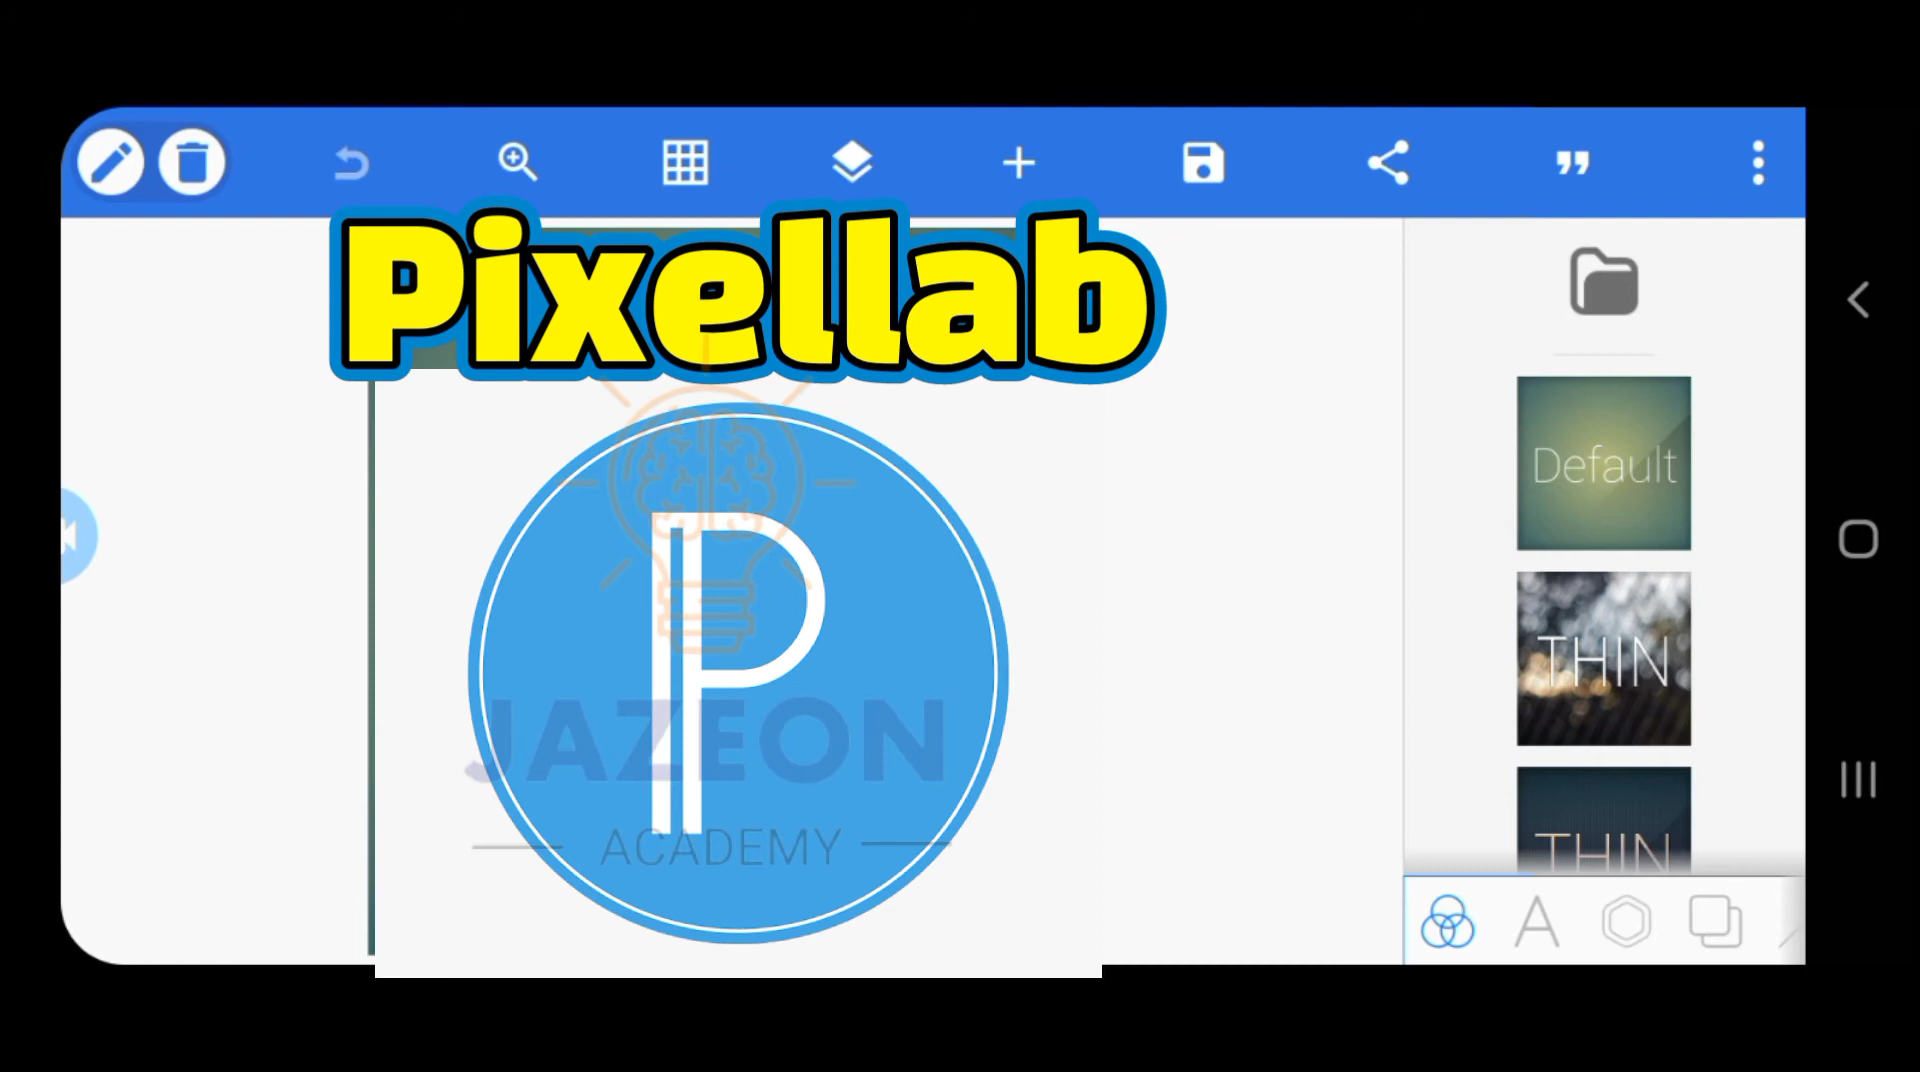 Pixellab
Default
THIN
THIN
P
JAZEON
ACADEMY